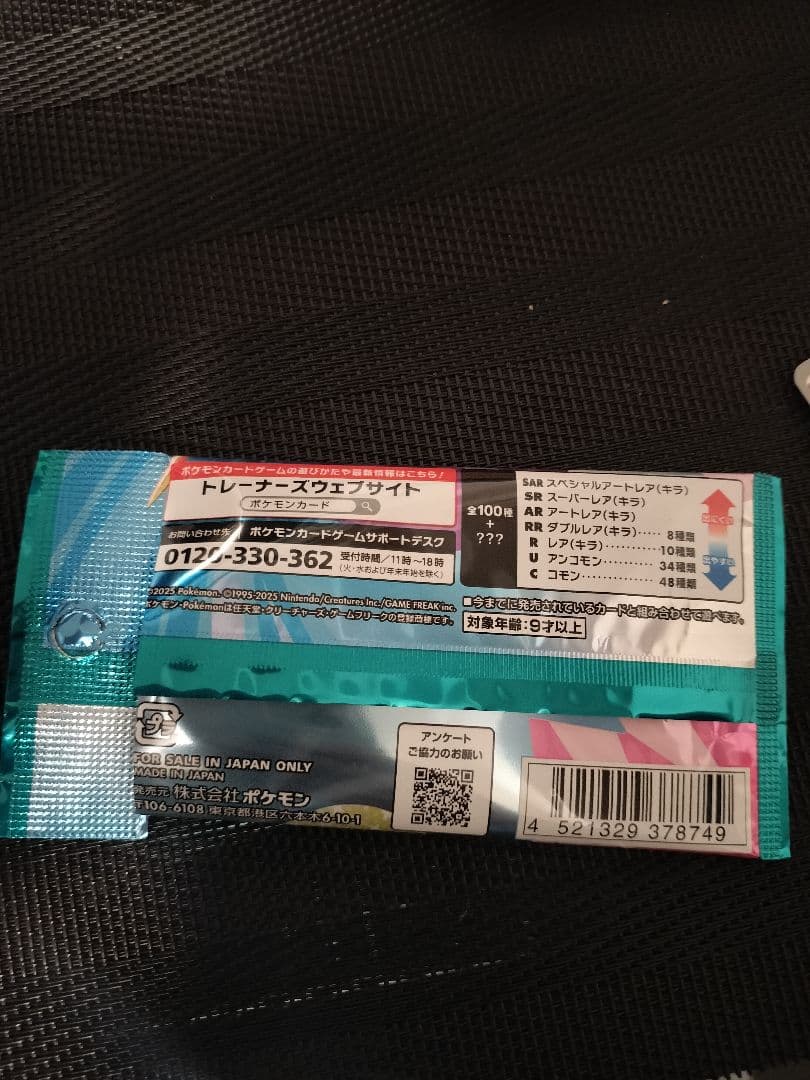 ポケモンカードゲームの遊びかたや最新情報はこちら!
トレーナーズウェブサイト
ポケモンカード
お問い合わせ先 ポケモンカードゲームサポートデスク
0120-330-362 受付時間/11時~18時
(火・水および年末年始を除く)
2025 Pokémon. ©1995-2025 Nintendo/Creatures Inc./GAME FREAK inc.
ポケモン・Pokémonは任天堂・クリーチャーズ・ゲームフリークの登録商標です。
全100種
+
???
SAR スペシャルアートレア(キラ)
SR スーパーレア(キラ)
AR アートレア(キラ)
RR ダブルレア(キラ)····· 8種類
R レア(キラ)···········10種類
U アンコモン············34種類
C コモン················48種類
出にくい
出やすい
■今までに発売されているカードと組み合わせて遊べます。
対象年齢:9才以上
プラ
FOR SALE IN JAPAN ONLY
MADE IN JAPAN
発売元 株式会社ポケモン
〒106-6108 東京都港区六本木6-10-1
アンケート
ご協力のお願い
4 521329 378749